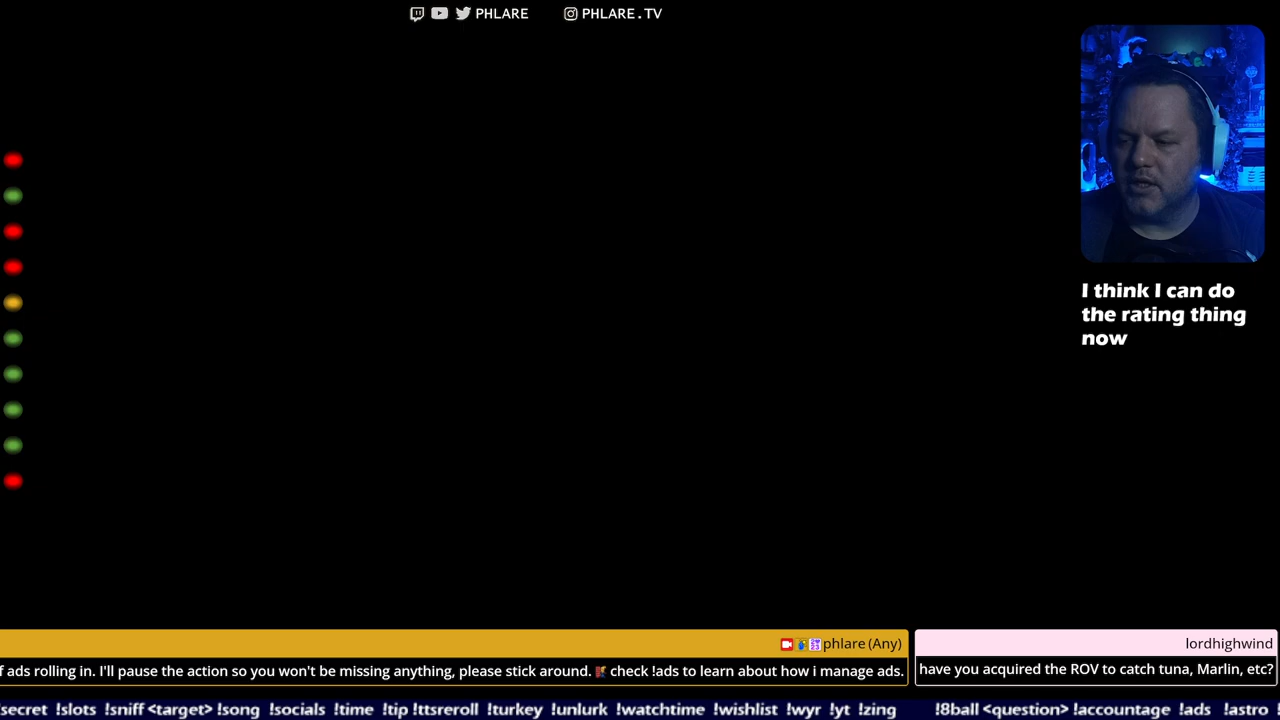 PHLARE PHLARE.TV
I think I can do
the rating thing
now
phlare (Any)
f ads rolling in. I'll pause the action so you won't be missing anything, please stick around. check !ads to learn about how i manage ads.
lordhighwind
have you acquired the ROV to catch tuna, Marlin, etc?
!secret !slots !sniff <target> !song !socials !time !tip !ttsreroll !turkey !unlurk !watchtime !wishlist !wyr !yt !zing !8ball <question> !accountage !ads !astro